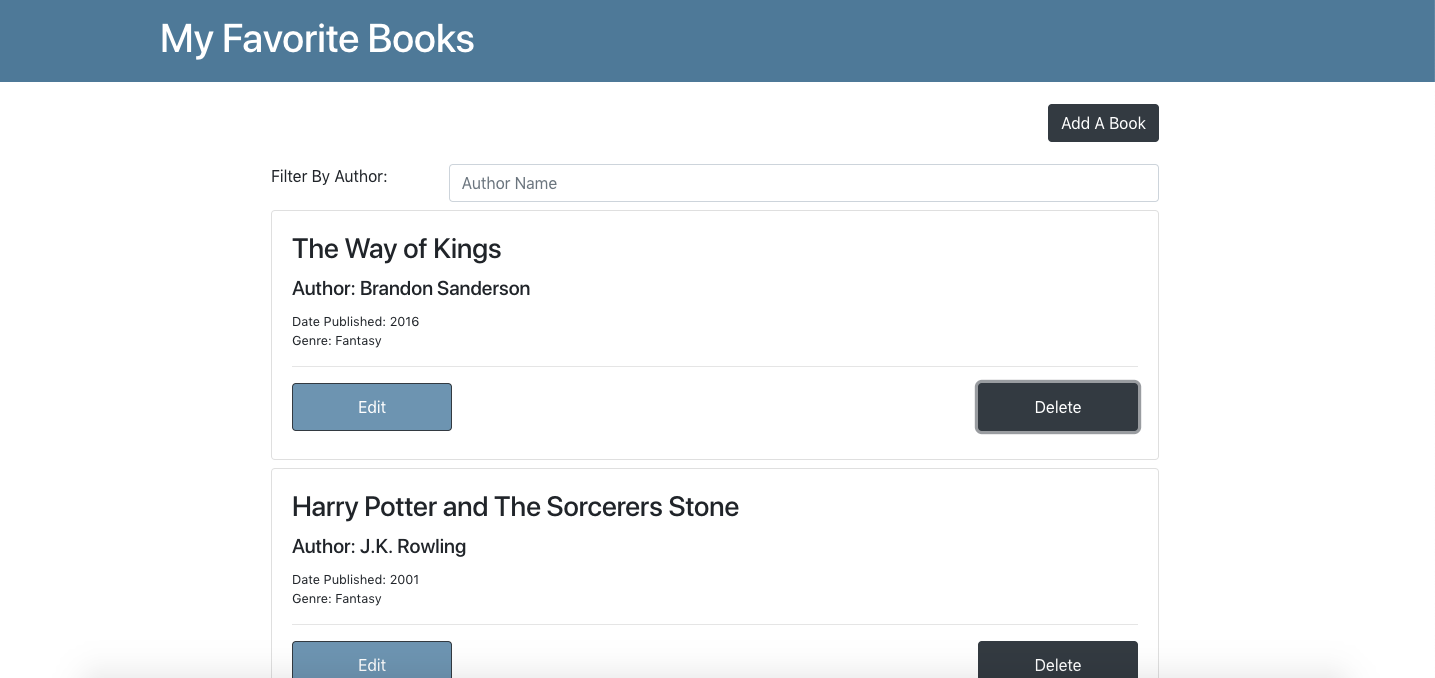 My Favorite Books
Add A Book
Filter By Author:
Author Name
The Way of Kings
Author: Brandon Sanderson
Date Published: 2016
Genre: Fantasy
Edit
Delete
Harry Potter and The Sorcerers Stone
Author: J.K. Rowling
Date Published: 2001
Genre: Fantasy
Edit
Delete